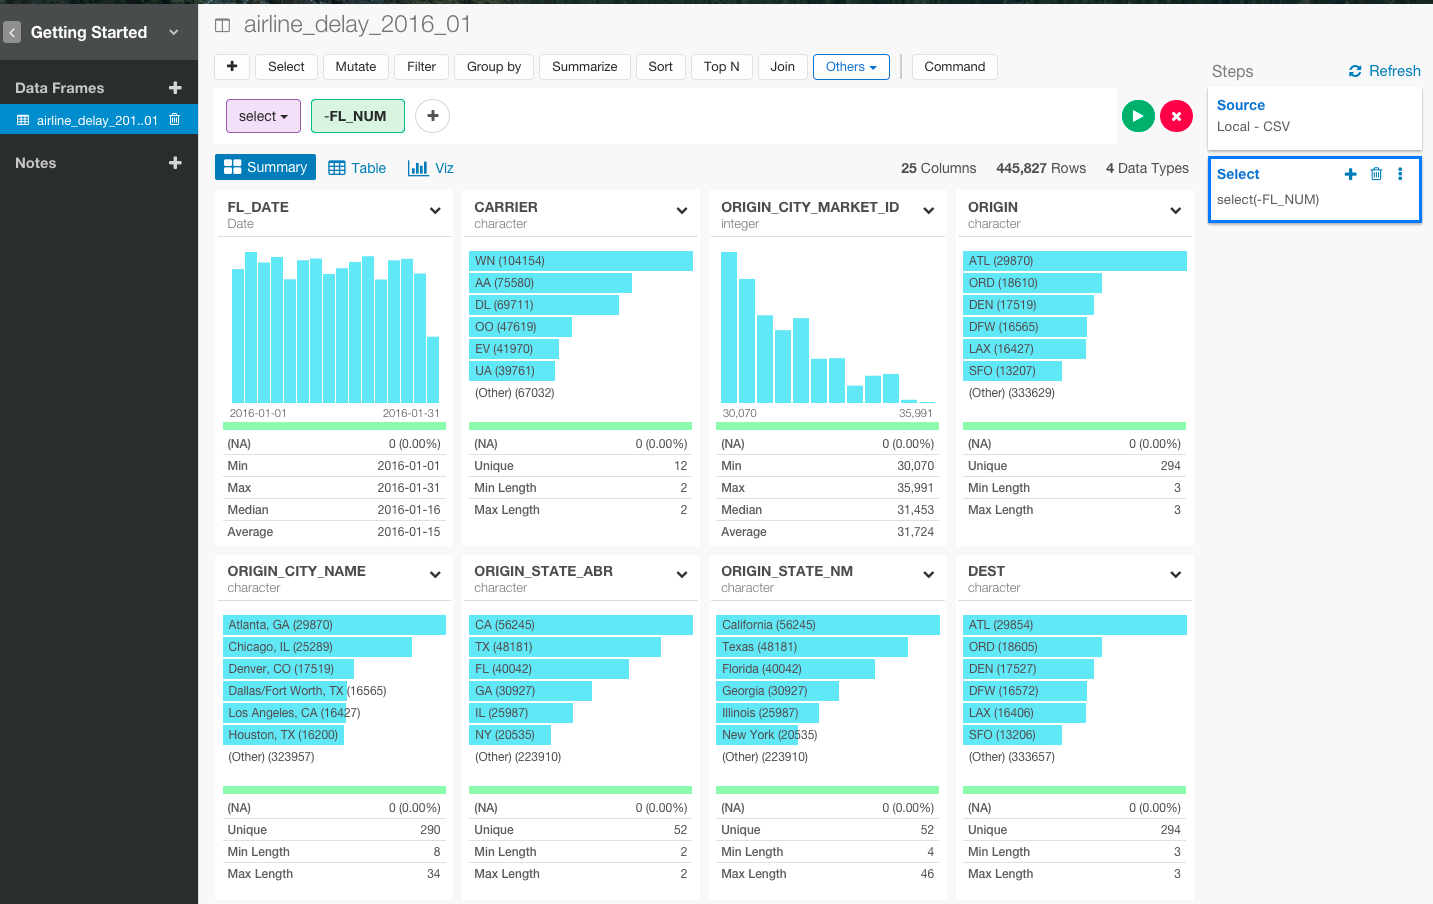 Getting Started
Data Frames
airline_delay_201..01
Notes
airline_delay_2016_01
Select Mutate Filter Group by Summarize Sort Top N Join Others Command
select -FL_NUM
Summary Table Viz 25 Columns 445,827 Rows 4 Data Types
FL_DATE
Date
2016-01-01 2016-01-31
(NA) 0 (0.00%)
Min 2016-01-01
Max 2016-01-31
Median 2016-01-16
Average 2016-01-15
CARRIER
character
WN (104154)
AA (75580)
DL (69711)
OO (47619)
EV (41970)
UA (39761)
(Other) (67032)
(NA) 0 (0.00%)
Unique 12
Min Length 2
Max Length 2
ORIGIN_CITY_MARKET_ID
integer
30,070 35,991
(NA) 0 (0.00%)
Min 30,070
Max 35,991
Median 31,453
Average 31,724
ORIGIN
character
ATL (29870)
ORD (18610)
DEN (17519)
DFW (16565)
LAX (16427)
SFO (13207)
(Other) (333629)
(NA) 0 (0.00%)
Unique 294
Min Length 3
Max Length 3
ORIGIN_CITY_NAME
character
Atlanta, GA (29870)
Chicago, IL (25289)
Denver, CO (17519)
Dallas/Fort Worth, TX (16565)
Los Angeles, CA (16427)
Houston, TX (16200)
(Other) (323957)
(NA) 0 (0.00%)
Unique 290
Min Length 8
Max Length 34
ORIGIN_STATE_ABR
character
CA (56245)
TX (48181)
FL (40042)
GA (30927)
IL (25987)
NY (20535)
(Other) (223910)
(NA) 0 (0.00%)
Unique 52
Min Length 2
Max Length 2
ORIGIN_STATE_NM
character
California (56245)
Texas (48181)
Florida (40042)
Georgia (30927)
Illinois (25987)
New York (20535)
(Other) (223910)
(NA) 0 (0.00%)
Unique 52
Min Length 4
Max Length 46
DEST
character
ATL (29854)
ORD (18605)
DEN (17527)
DFW (16572)
LAX (16406)
SFO (13206)
(Other) (333657)
(NA) 0 (0.00%)
Unique 294
Min Length 3
Max Length 3
Steps Refresh
Source
Local - CSV
Select
select(-FL_NUM)